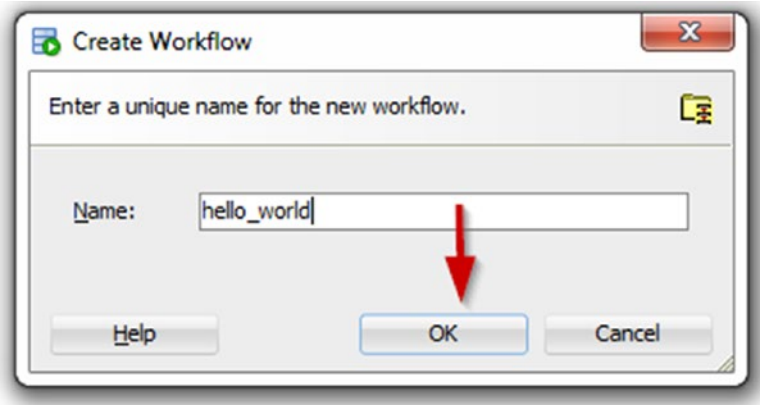 Create Workflow
Enter a unique name for the new workflow.
Name: hello_world
Help OK Cancel